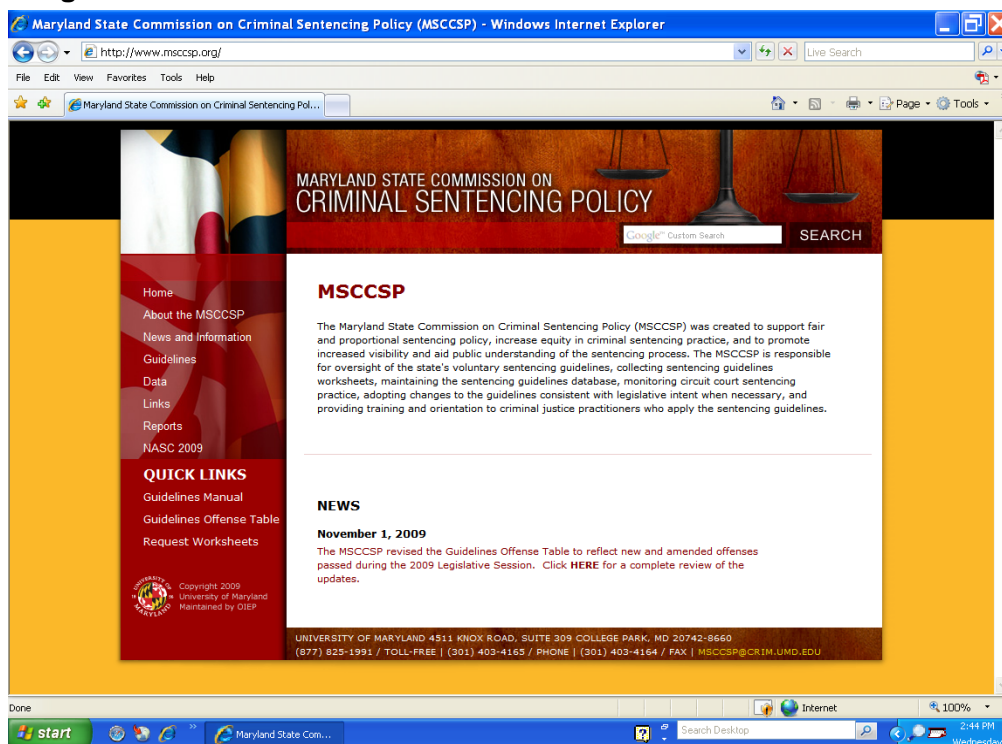 Maryland State Commission on Criminal Sentencing Policy (MSCCSP) - Windows Internet Explorer
http://www.msccsp.org/
Live Search
File Edit View Favorites Tools Help
Maryland State Commission on Criminal Sentencing Pol...
Page Tools
MARYLAND STATE COMMISSION ON
CRIMINAL SENTENCING POLICY
Google™ Custom Search
SEARCH
Home
About the MSCCSP
News and Information
Guidelines
Data
Links
Reports
NASC 2009
QUICK LINKS
Guidelines Manual
Guidelines Offense Table
Request Worksheets
Copyright 2009
University of Maryland
Maintained by OIEP
MSCCSP
The Maryland State Commission on Criminal Sentencing Policy (MSCCSP) was created to support fair
and proportional sentencing policy, increase equity in criminal sentencing practice, and to promote
increased visibility and aid public understanding of the sentencing process. The MSCCSP is responsible
for oversight of the state's voluntary sentencing guidelines, collecting sentencing guidelines
worksheets, maintaining the sentencing guidelines database, monitoring circuit court sentencing
practice, adopting changes to the guidelines consistent with legislative intent when necessary, and
providing training and orientation to criminal justice practitioners who apply the sentencing guidelines.
NEWS
November 1, 2009
The MSCCSP revised the Guidelines Offense Table to reflect new and amended offenses
passed during the 2009 Legislative Session. Click HERE for a complete review of the
updates.
UNIVERSITY OF MARYLAND 4511 KNOX ROAD, SUITE 309 COLLEGE PARK, MD 20742-8660
(877) 825-1991 / TOLL-FREE | (301) 403-4165 / PHONE | (301) 403-4164 / FAX | MSCCSP@CRIM.UMD.EDU
Done
Internet
100%
start
Maryland State Com...
Search Desktop
2:44 PM
Wednesday